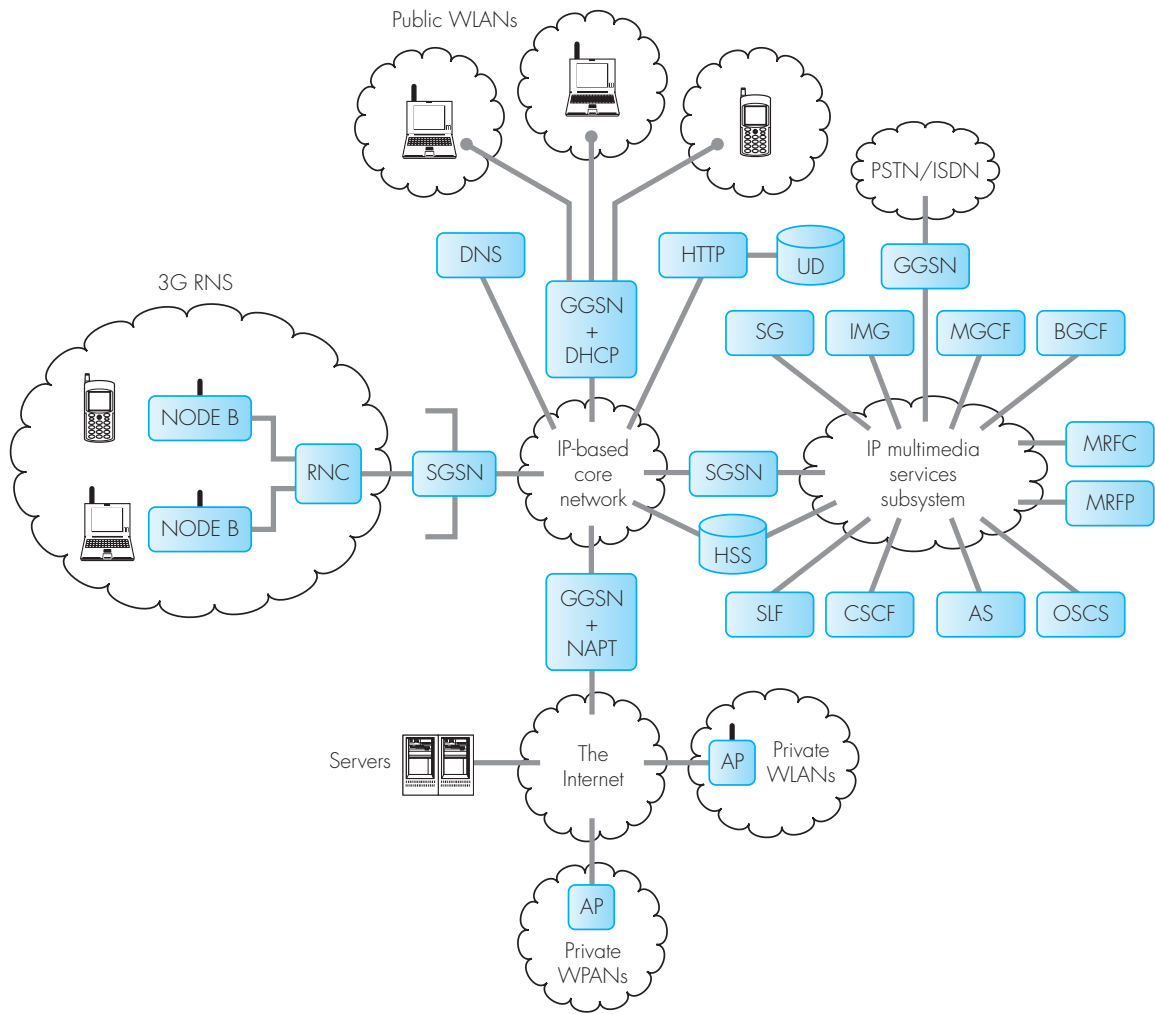 Public WLANs
PSTN/ISDN
DNS
HTTP
UD
GGSN
3G RNS
GGSN
+
DHCP
SG
IMG
MGCF
BGCF
NODE B
RNC
SGSN
IP-based
core
network
SGSN
IP multimedia
services
subsystem
MRFC
MRFP
NODE B
HSS
GGSN
+
NAPT
SLF
CSCF
AS
OSCS
Servers
The
Internet
AP
Private
WLANs
AP
Private
WPANs